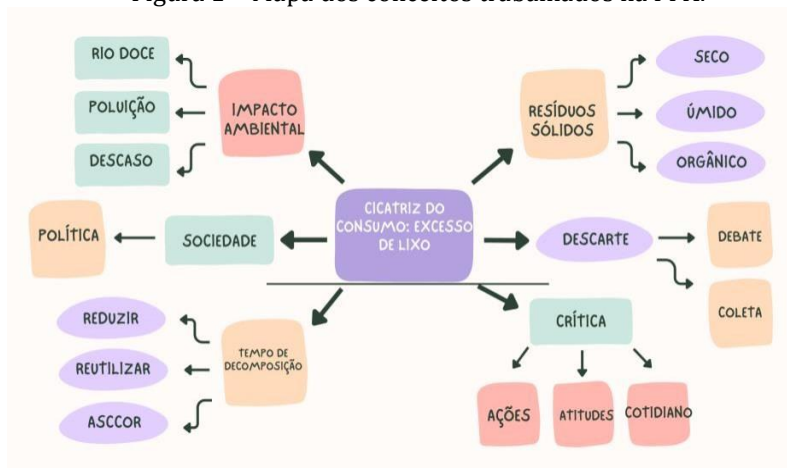 RIO DOCE
POLUIÇÃO
DESCASO
IMPACTO
AMBIENTAL
RESÍDUOS
SÓLIDOS
SECO
ÚMIDO
ORGÂNICO
CICATRIZ DO
CONSUMO: EXCESSO
DE LIXO
POLÍTICA
SOCIEDADE
DESCARTE
DEBATE
COLETA
REDUZIR
REUTILIZAR
ASCCOR
TEMPO DE
DECOMPOSIÇÃO
CRÍTICA
AÇÕES
ATITUDES
COTIDIANO